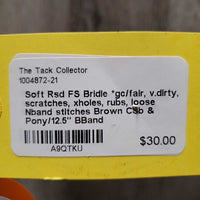 The Tack Collector
1004872-21
Soft Rsd FS Bridle *gc/fair, v.dirty,
scratches, xholes, rubs, loose
Nband stitches Brown Cob &
Pony/12.5" BBand
$30.00
A9QTKU